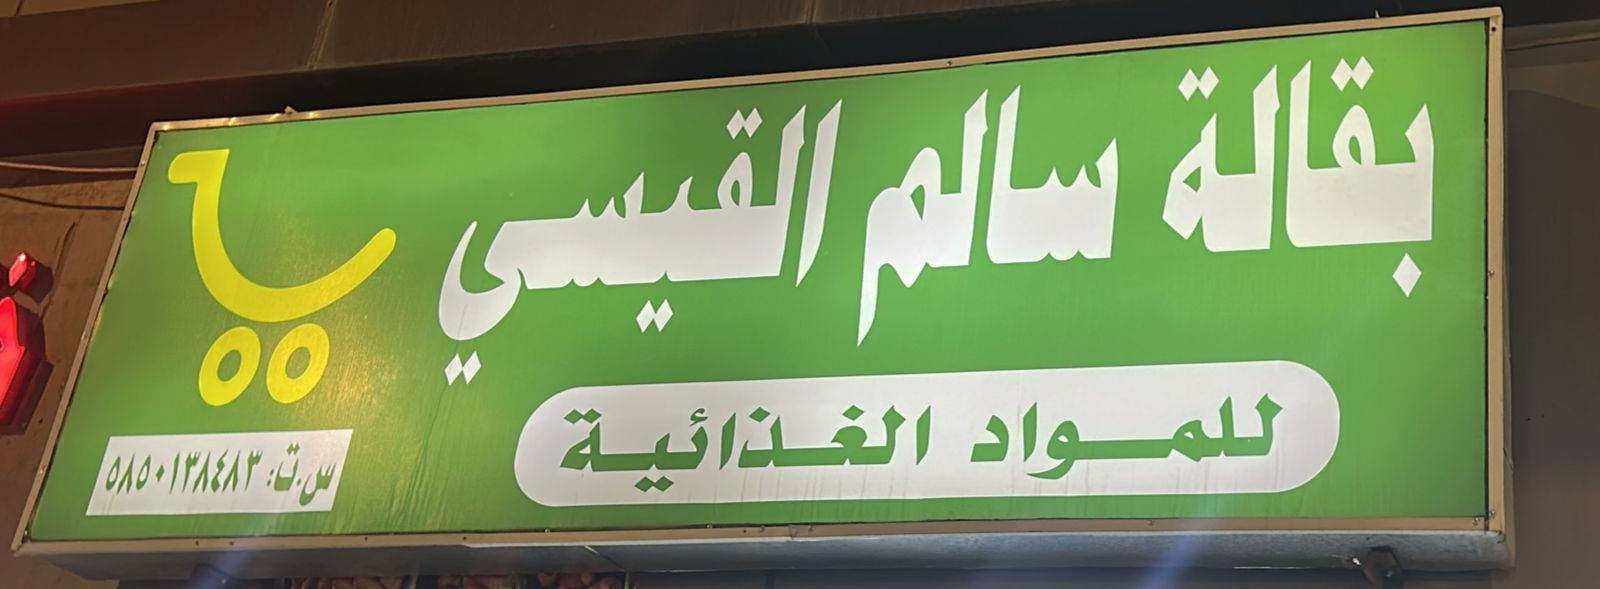 بقالة سالم القيسي
للمواد الغذائية
س.ت: ٥٨٥٠١٣٨٤٨٣